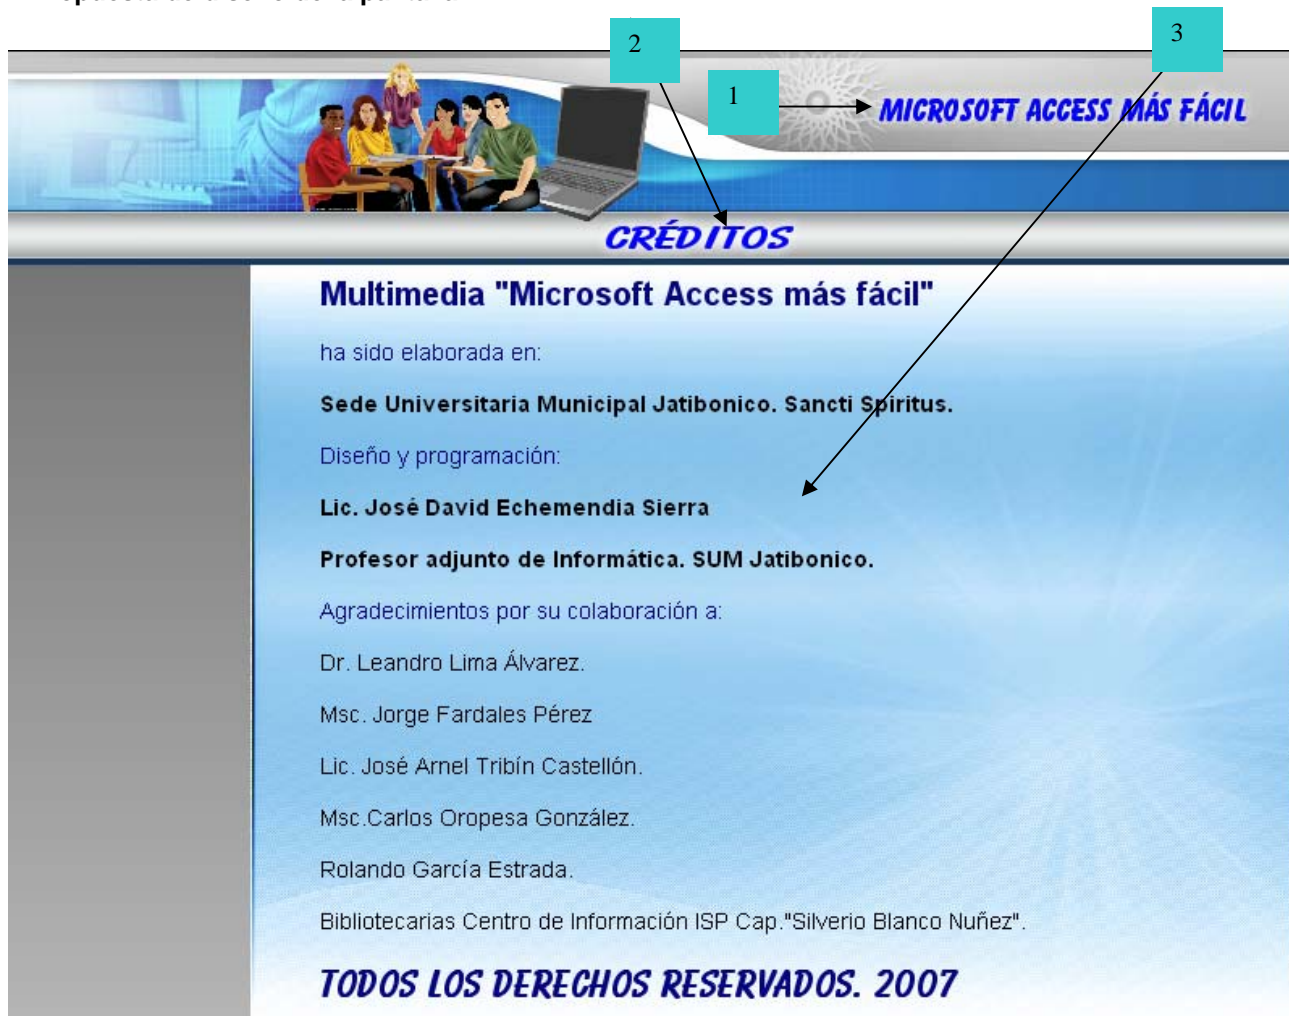 2
3
1
MICROSOFT ACCESS MÁS FÁCIL
CRÉDITOS
Multimedia "Microsoft Access más fácil"
ha sido elaborada en:
Sede Universitaria Municipal Jatibonico. Sancti Spiritus.
Diseño y programación:
Lic. José David Echemendia Sierra
Profesor adjunto de Informática. SUM Jatibonico.
Agradecimientos por su colaboración a:
Dr. Leandro Lima Álvarez.
Msc. Jorge Fardales Pérez
Lic. José Arnel Tribín Castellón.
Msc.Carlos Oropesa González.
Rolando García Estrada.
Bibliotecarias Centro de Información ISP Cap."Silverio Blanco Nuñez".
TODOS LOS DERECHOS RESERVADOS. 2007